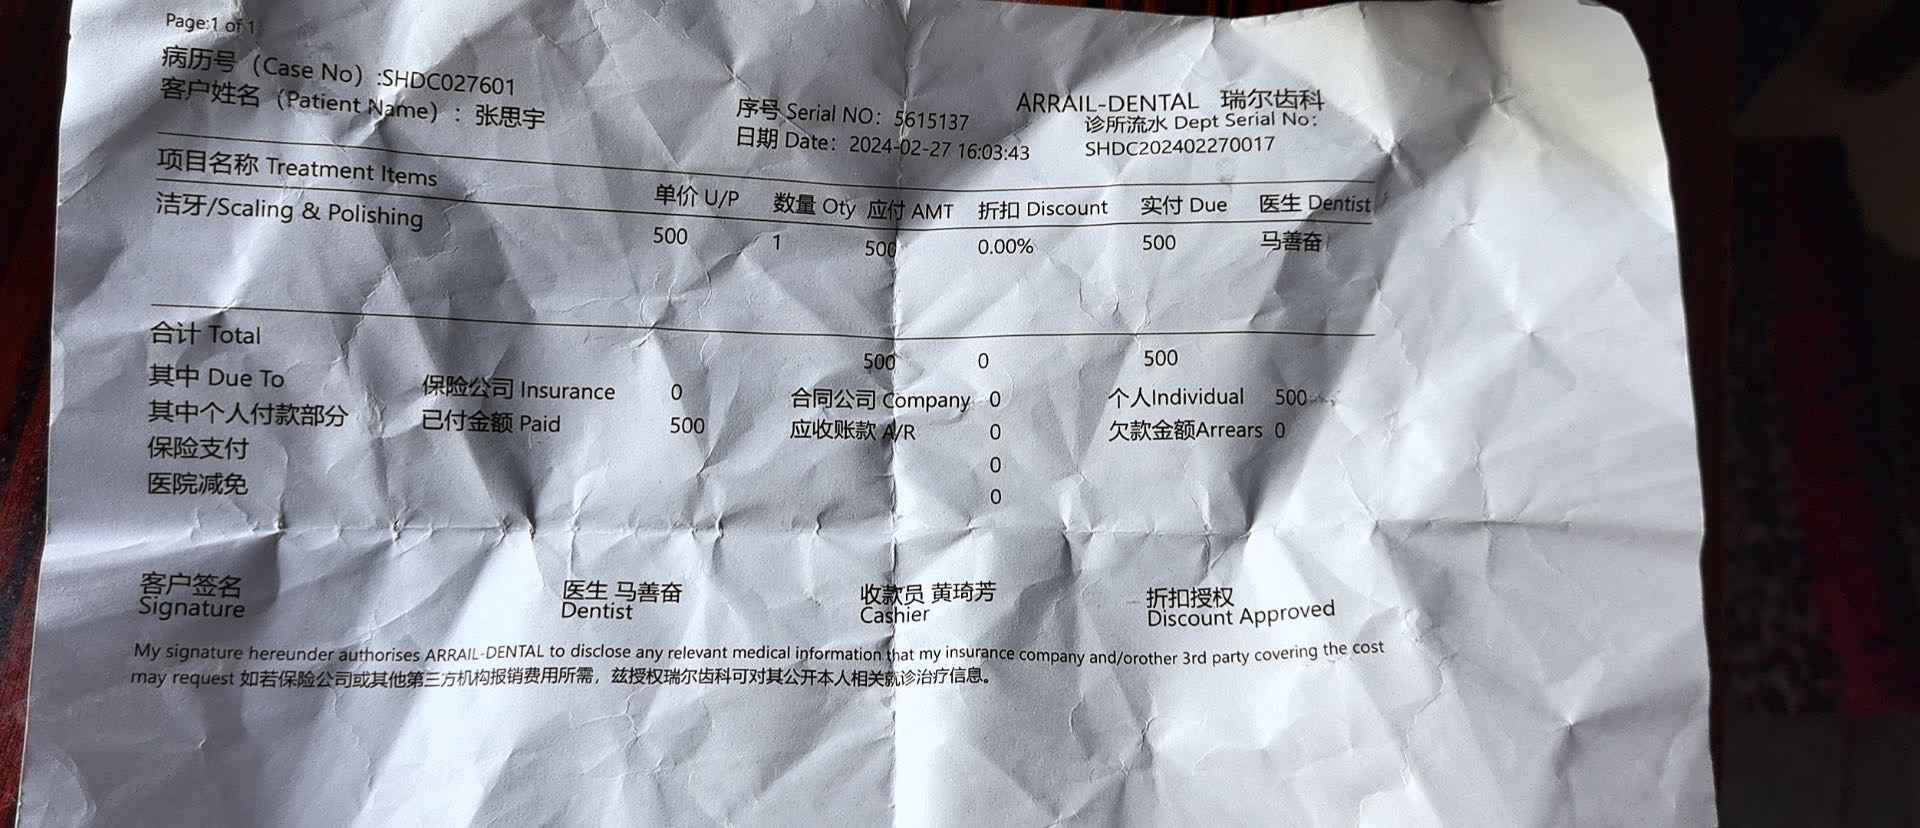 Page:1 of 1
病历号（Case No）:SHDC027601
客户姓名（Patient Name）：张思宇
序号 Serial NO：5615137
日期 Date：2024-02-27 16:03:43
ARRAIL-DENTAL 瑞尔齿科
诊所流水 Dept Serial No：
SHDC202402270017
项目名称 Treatment Items 单价 U/P 数量 Qty 应付 AMT 折扣 Discount 实付 Due 医生 Dentist
洁牙/Scaling & Polishing 500 1 500 0.00% 500 马善奋
合计 Total 500 0 500
其中 Due To 保险公司 Insurance 0 合同公司 Company 0 个人Individual 500
其中个人付款部分 已付金额 Paid 500 应收账款 A/R 0 欠款金额Arrears 0
保险支付 0
医院减免 0
客户签名 医生 马善奋 收款员 黄琦芳 折扣授权
Signature Dentist Cashier Discount Approved
My signature hereunder authorises ARRAIL-DENTAL to disclose any relevant medical information that my insurance company and/orother 3rd party covering the cost
may request 如若保险公司或其他第三方机构报销费用所需，兹授权瑞尔齿科可对其公开本人相关就诊治疗信息。